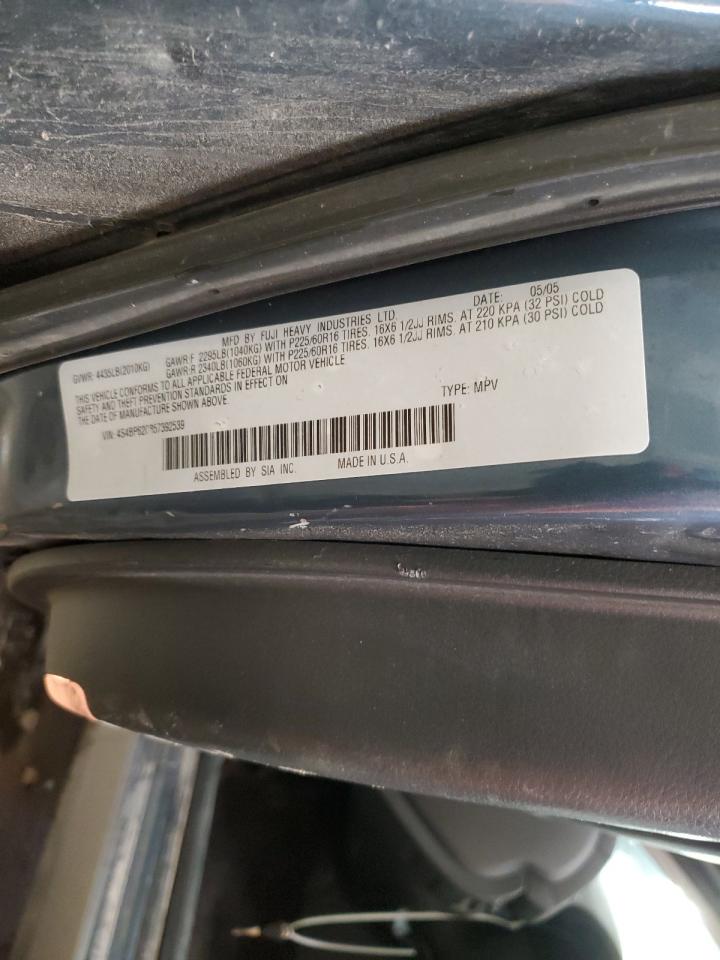 DATE: 05/05
MFD BY FUJI HEAVY INDUSTRIES LTD.
GVWR: 4435LB(2010KG) GAWR:F 2295LB(1040KG) WITH P225/60R16 TIRES. 16X6 1/2JJ RIMS. AT 220 KPA (32 PSI) COLD
GAWR:R 2340LB(1060KG) WITH P225/60R16 TIRES. 16X6 1/2JJ RIMS. AT 210 KPA (30 PSI) COLD
THIS VEHICLE CONFORMS TO ALL APPLICABLE FEDERAL MOTOR VEHICLE
SAFETY AND THEFT PREVENTION STANDARDS IN EFFECT ON
THE DATE OF MANUFACTURE SHOWN ABOVE.
VIN: 4S4BP62C857392539 TYPE: MPV
ASSEMBLED BY SIA INC. MADE IN U.S.A.